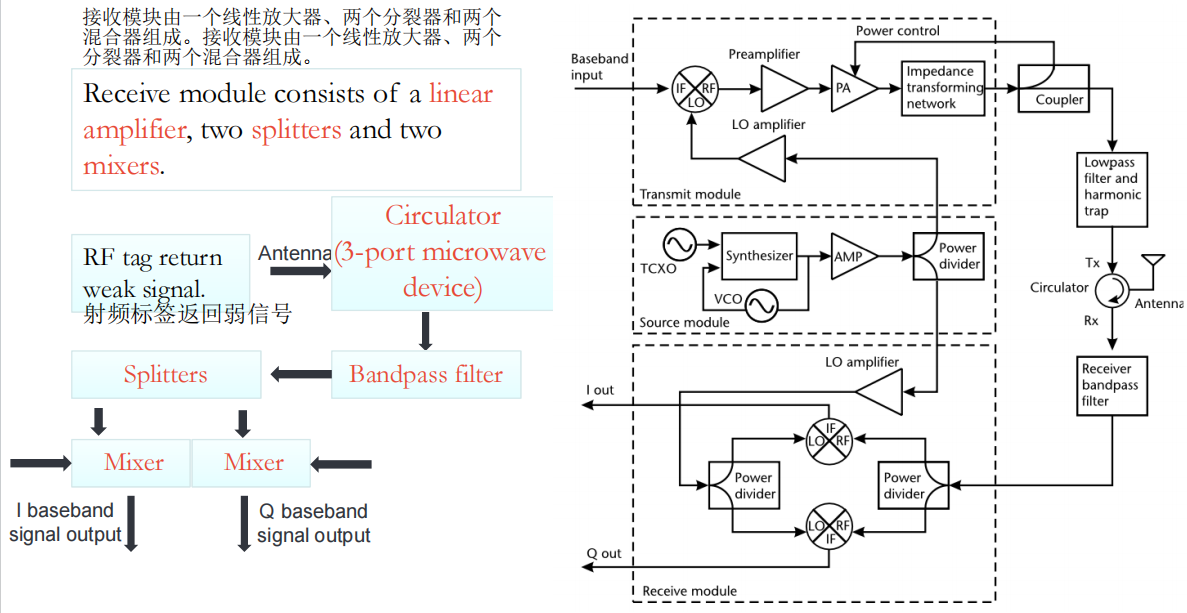 接收模块由一个线性放大器、两个分裂器和两个
混合器组成。接收模块由一个线性放大器、两个
分裂器和两个混合器组成。
Receive module consists of a linear
amplifier, two splitters and two
mixers.
RF tag return
weak signal.
射频标签返回弱信号
Antenna
Circulator
(3-port microwave
device)
Splitters
Bandpass filter
Mixer
Mixer
I baseband
signal output
Q baseband
signal output
Power control
Baseband
input
Preamplifier
IF
RF
LO
PA
Impedance
transforming
network
Coupler
LO amplifier
Transmit module
Lowpass
filter and
harmonic
trap
TCXO
Synthesizer
AMP
Power
divider
VCO
Source module
Tx
Circulator
Antenna
Rx
LO amplifier
I out
IF
LO
RF
Receiver
bandpass
filter
Power
divider
Power
divider
LO
RF
IF
Q out
Receive module